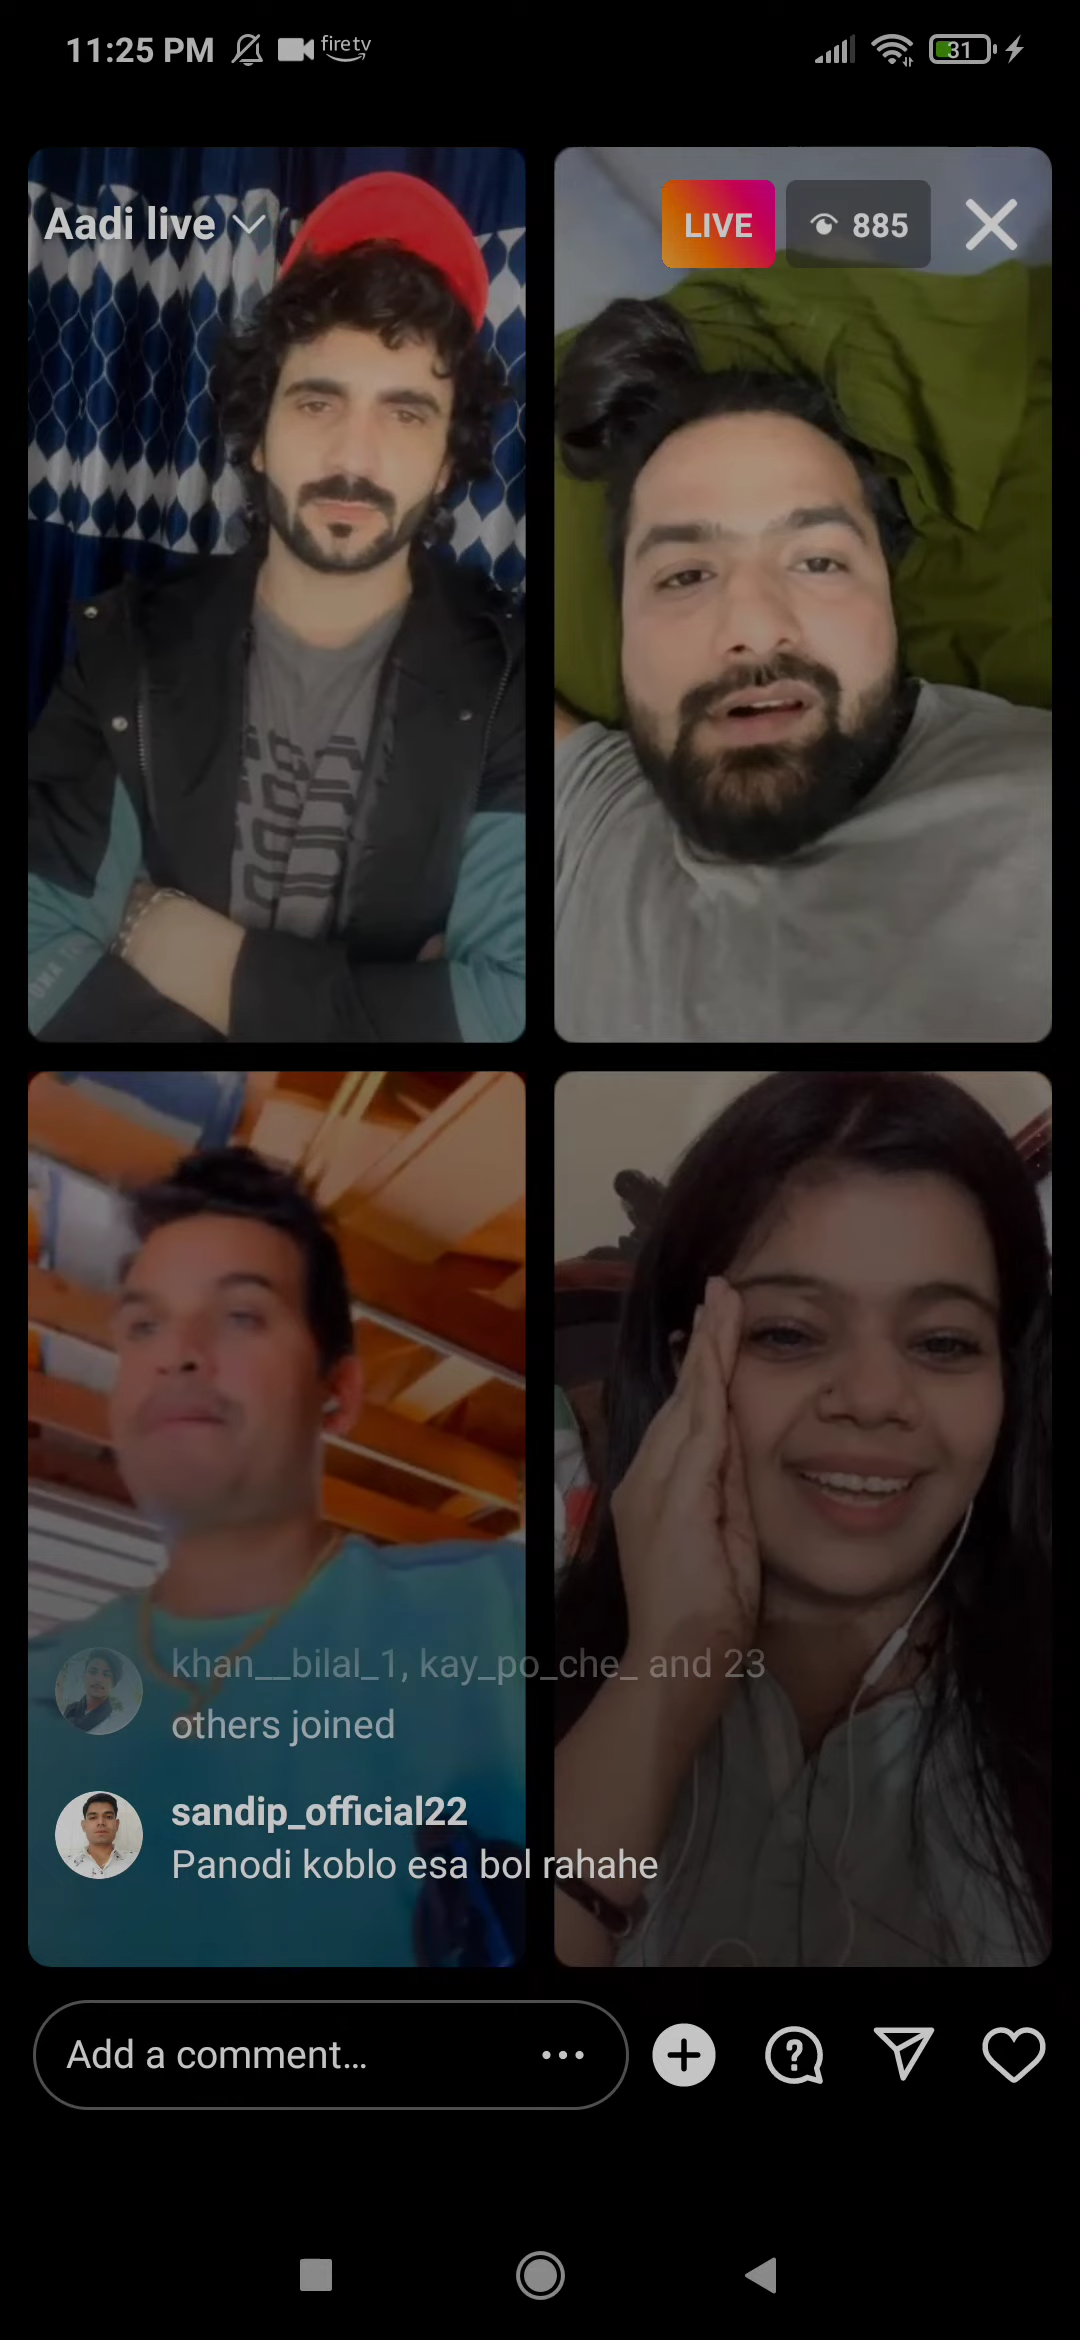 11:25 PM firetv 31
Aadi live LIVE 885
khan__bilal_1, kay_po_che_ and 23
others joined
sandip_official22
Panodi koblo esa bol rahahe
Add a comment...